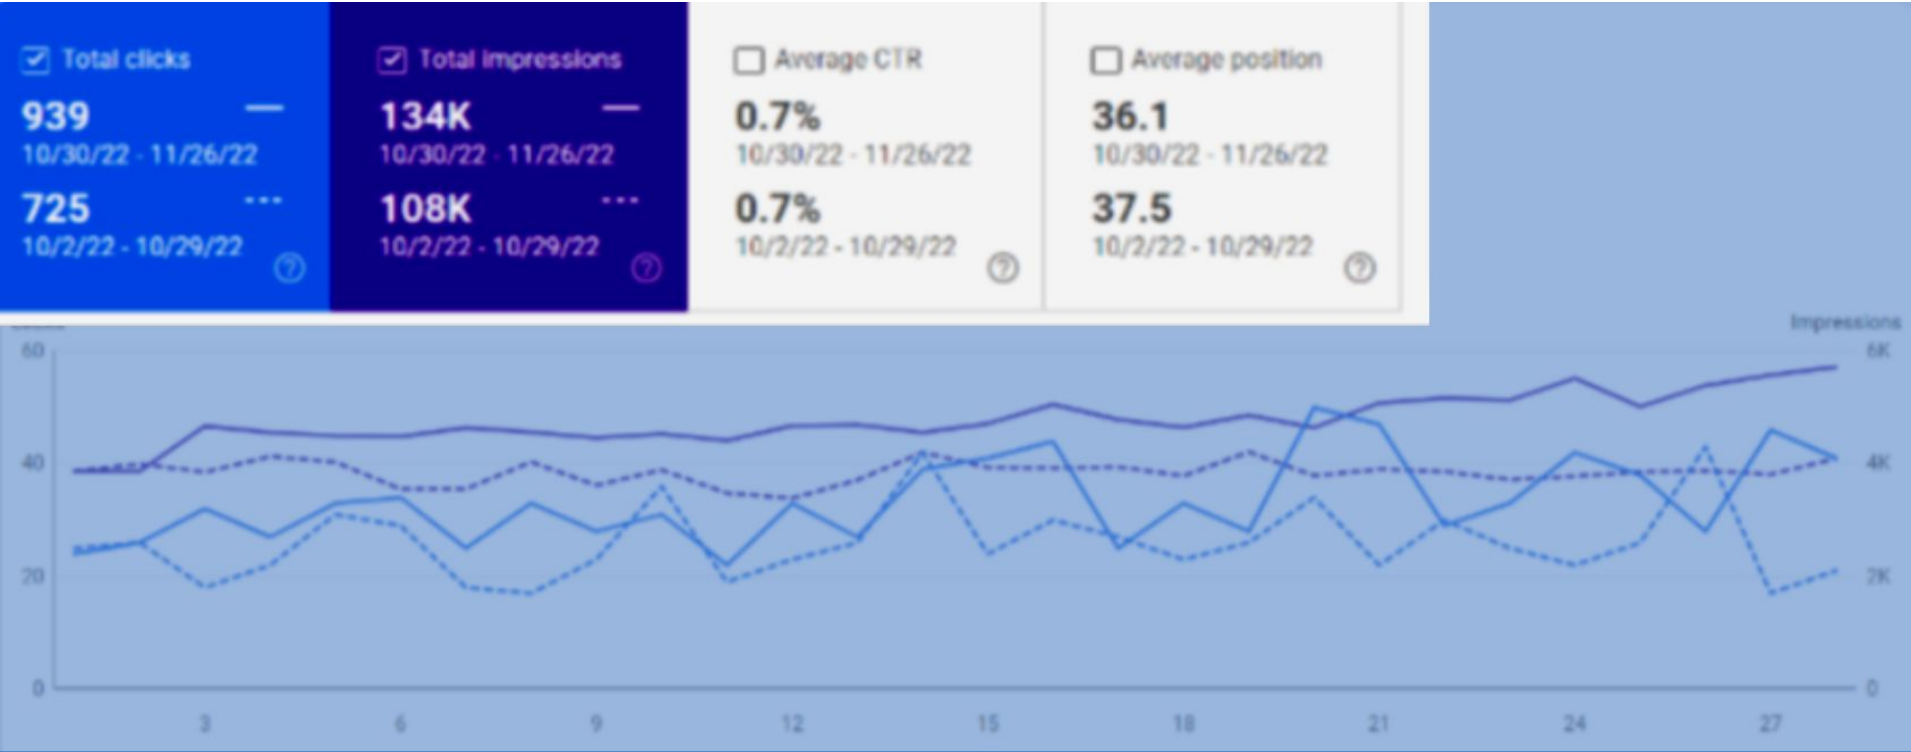 Total clicks
939
10/30/22 - 11/26/22
725
10/2/22 - 10/29/22
Total impressions
134K
10/30/22 - 11/26/22
108K
10/2/22 - 10/29/22
Average CTR
0.7%
10/30/22 - 11/26/22
0.7%
10/2/22 - 10/29/22
Average position
36.1
10/30/22 - 11/26/22
37.5
10/2/22 - 10/29/22
Impressions
60 6K
40 4K
20 2K
0 0
3 6 9 12 15 18 21 24 27